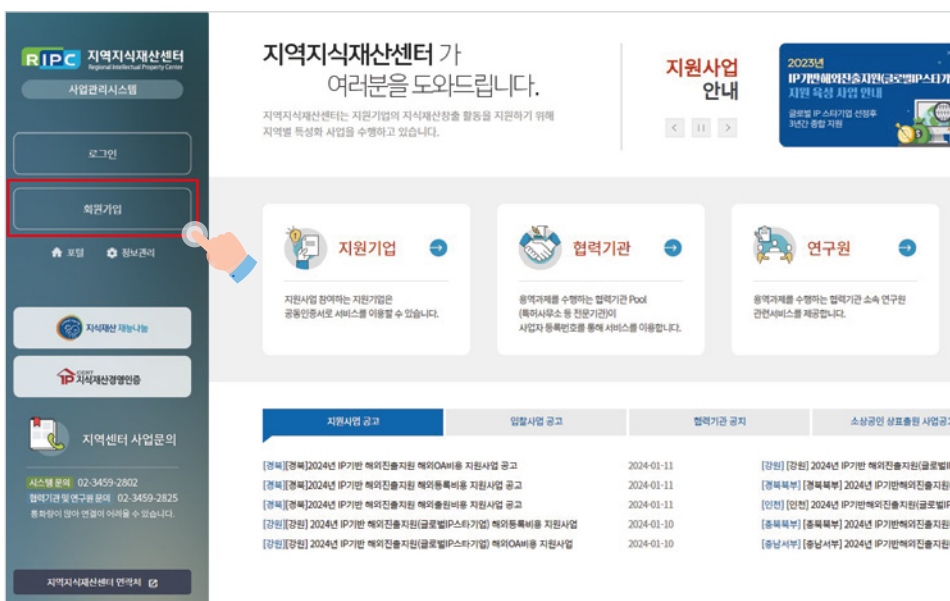 RIPC 지역지식재산센터
Regional Intellectual Property Center
사업관리시스템
로그인
회원가입
포털 정보관리
지식재산 재능나눔
CERT
IP 지식재산경영인증
지역센터 사업문의
시스템 문의 02-3459-2802
협력기관 및 연구원 문의 02-3459-2825
통화량이 많아 연결이 어려울 수 있습니다.
지역지식재산센터 연락처
지역지식재산센터 가
여러분을 도와드립니다.
지역지식재산센터는 지원기업의 지식재산창출 활동을 지원하기 위해
지역별 특성화 사업을 수행하고 있습니다.
지원사업
안내
2023년
IP기반해외진출지원(글로벌IP스타기
지원 육성 사업 안내
글로벌 IP 스타기업 선정후
3년간 종합 지원
지원기업
지원사업 참여하는 지원기업은
공동인증서로 서비스를 이용할 수 있습니다.
협력기관
용역과제를 수행하는 협력기관 Pool
(특허사무소 등 전문기관)이
사업자 등록번호를 통해 서비스를 이용합니다.
연구원
용역과제를 수행하는 협력기관 소속 연구원
관련서비스를 제공합니다.
지원사업 공고 입찰사업 공고 협력기관 공지 소상공인 상표출원 사업공고
[경북][경북]2024년 IP기반 해외진출지원 해외OA비용 지원사업 공고 2024-01-11
[경북][경북]2024년 IP기반 해외진출지원 해외등록비용 지원사업 공고 2024-01-11
[경북][경북]2024년 IP기반 해외진출지원 해외출원비용 지원사업 공고 2024-01-11
[강원][강원] 2024년 IP기반 해외진출지원(글로벌IP스타기업) 해외등록비용 지원사업 2024-01-10
[강원][강원] 2024년 IP기반 해외진출지원(글로벌IP스타기업) 해외OA비용 지원사업 2024-01-10
[강원] [강원] 2024년 IP기반 해외진출지원(글로벌I
[경북북부] [경북북부] 2024년 IP기반 해외진출지원(
[인천] [인천] 2024년 IP기반해외진출지원(글로벌IP
[충북북부] [충북북부] 2024년 IP기반 해외진출지원
[충남서부] [충남서부] 2024년 IP기반해외진출지원(